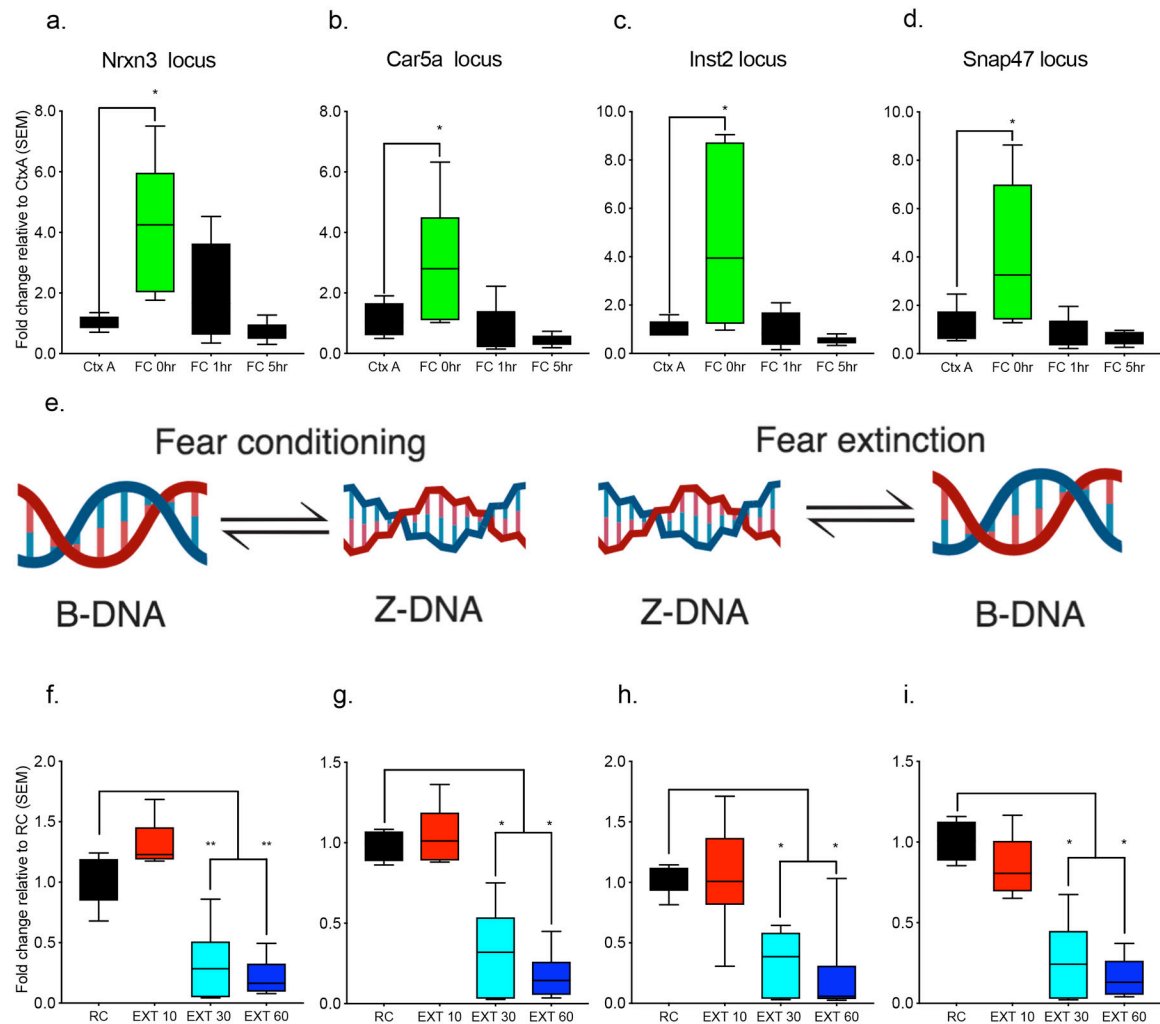 a.
Nrxn3 locus
Fold change relative to CtxA (SEM)
8.0
6.0
4.0
2.0
0.0
*
Ctx A FC 0hr FC 1hr FC 5hr
b.
Car5a locus
8.0
6.0
4.0
2.0
0.0
*
Ctx A FC 0hr FC 1hr FC 5hr
c.
Inst2 locus
10.0
8.0
6.0
4.0
2.0
0.0
*
Ctx A FC 0hr FC 1hr FC 5hr
d.
Snap47 locus
10.0
8.0
6.0
4.0
2.0
0.0
*
Ctx A FC 0hr FC 1hr FC 5hr
e.
Fear conditioning
B-DNA
Z-DNA
Fear extinction
Z-DNA
B-DNA
f.
Fold change relative to RC (SEM)
2.0
1.5
1.0
0.5
0.0
** **
RC EXT 10 EXT 30 EXT 60
g.
1.5
1.0
0.5
0.0
* *
RC EXT 10 EXT 30 EXT 60
h.
2.0
1.5
1.0
0.5
0.0
* *
RC EXT 10 EXT 30 EXT 60
i.
1.5
1.0
0.5
0.0
* *
RC EXT 10 EXT 30 EXT 60